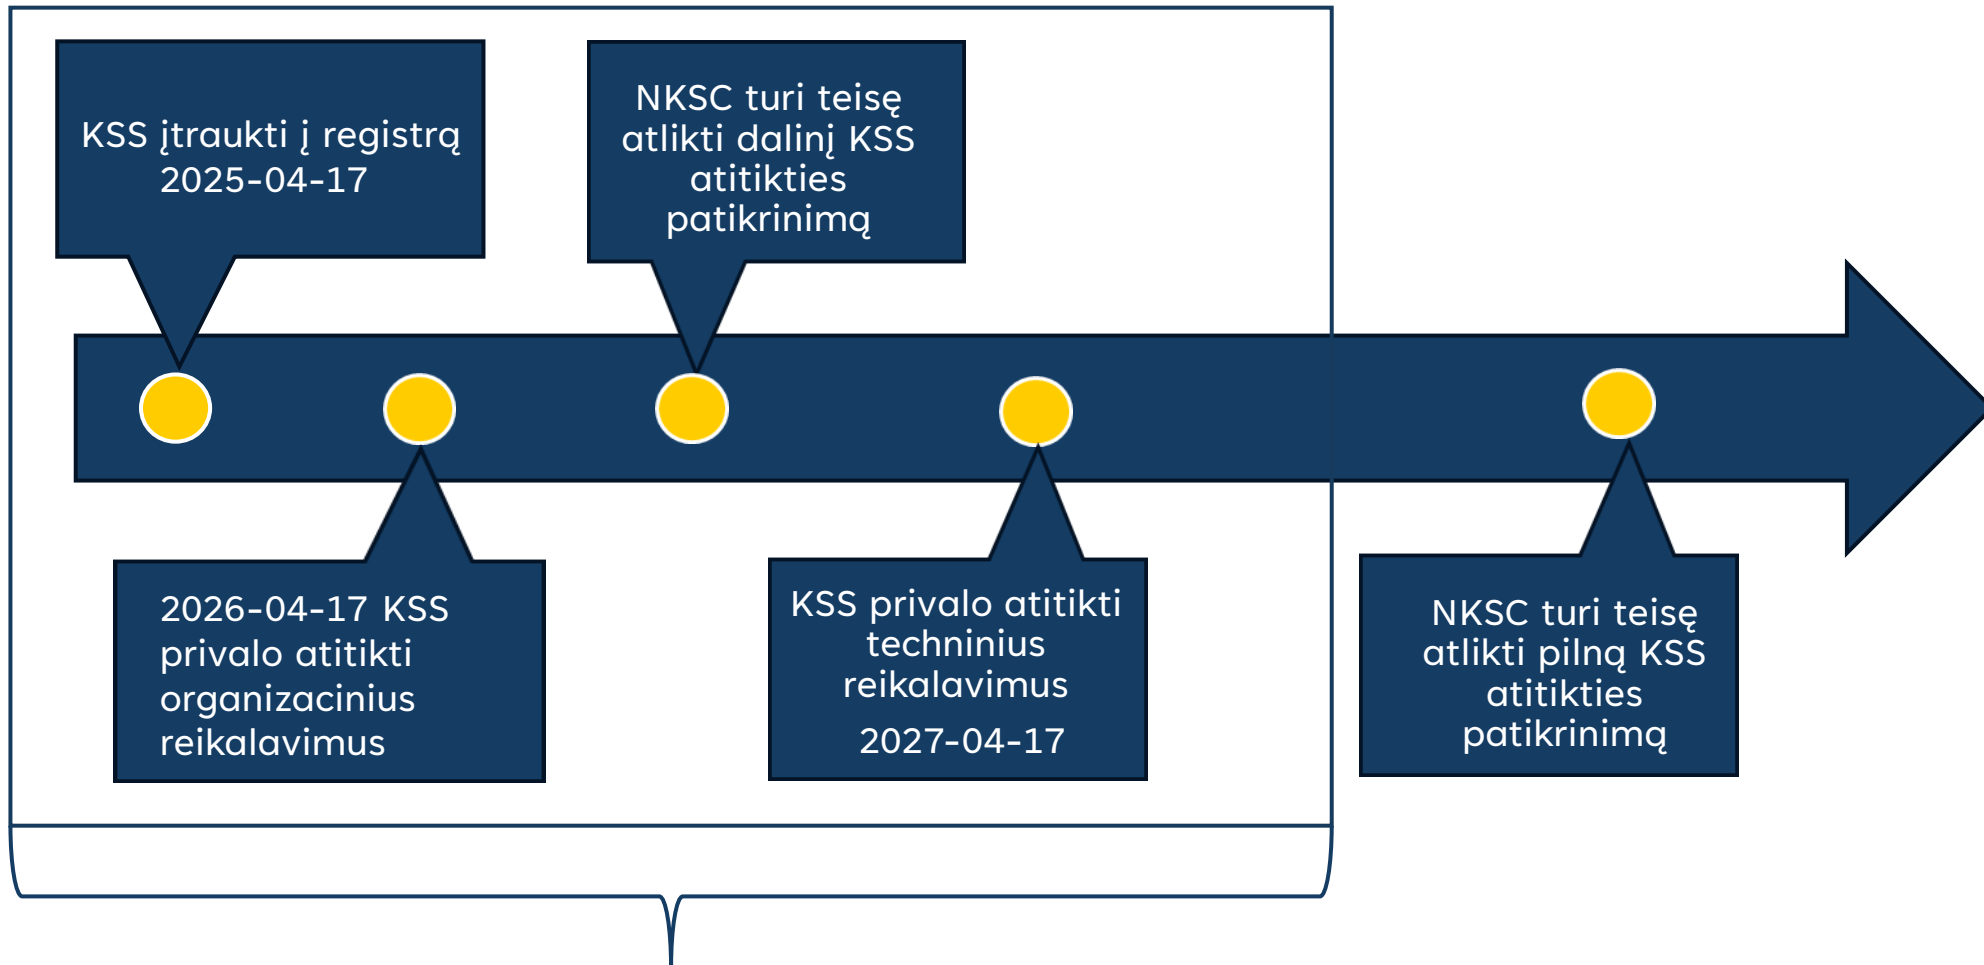 KSS įtraukti į registrą
2025-04-17
NKSC turi teisę
atlikti dalinį KSS
atitikties
patikrinimą
2026-04-17 KSS
privalo atitikti
organizacinius
reikalavimus
KSS privalo atitikti
techninius
reikalavimus
2027-04-17
NKSC turi teisę
atlikti pilną KSS
atitikties
patikrinimą